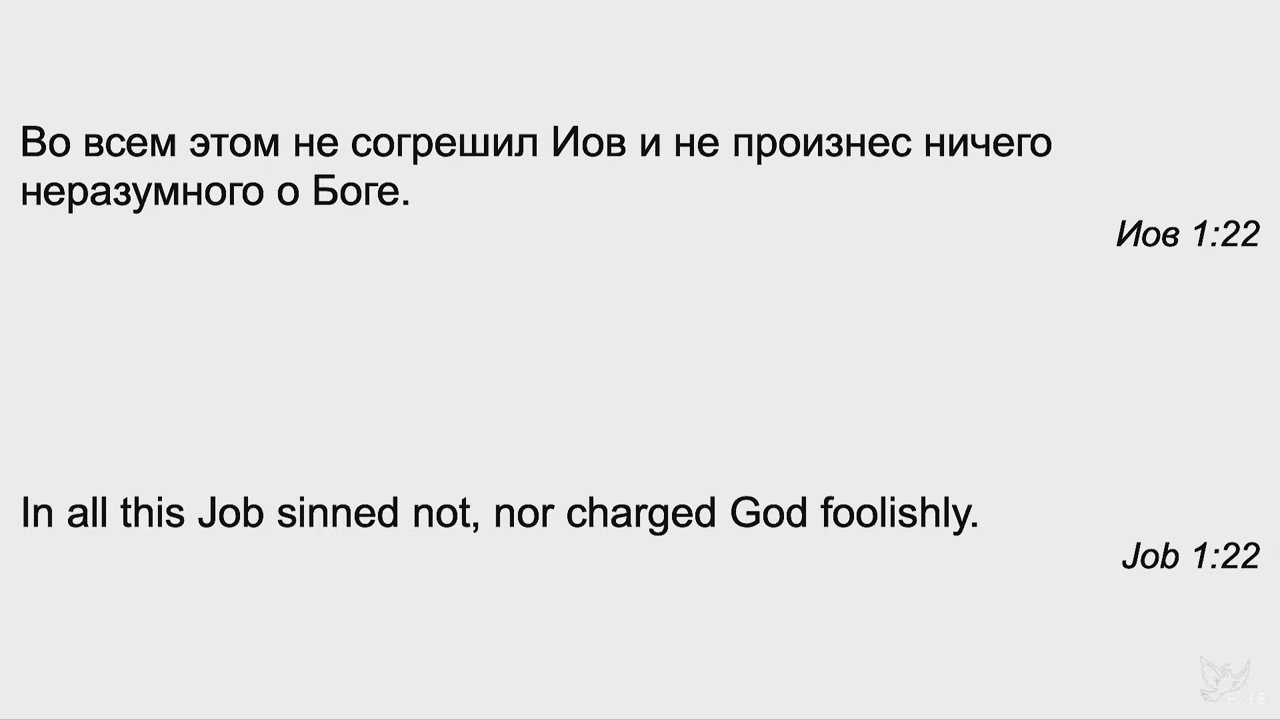 Во всем этом не согрешил Иов и не произнес ничего
неразумного о Боге.
Иов 1:22
In all this Job sinned not, nor charged God foolishly.
Job 1:22